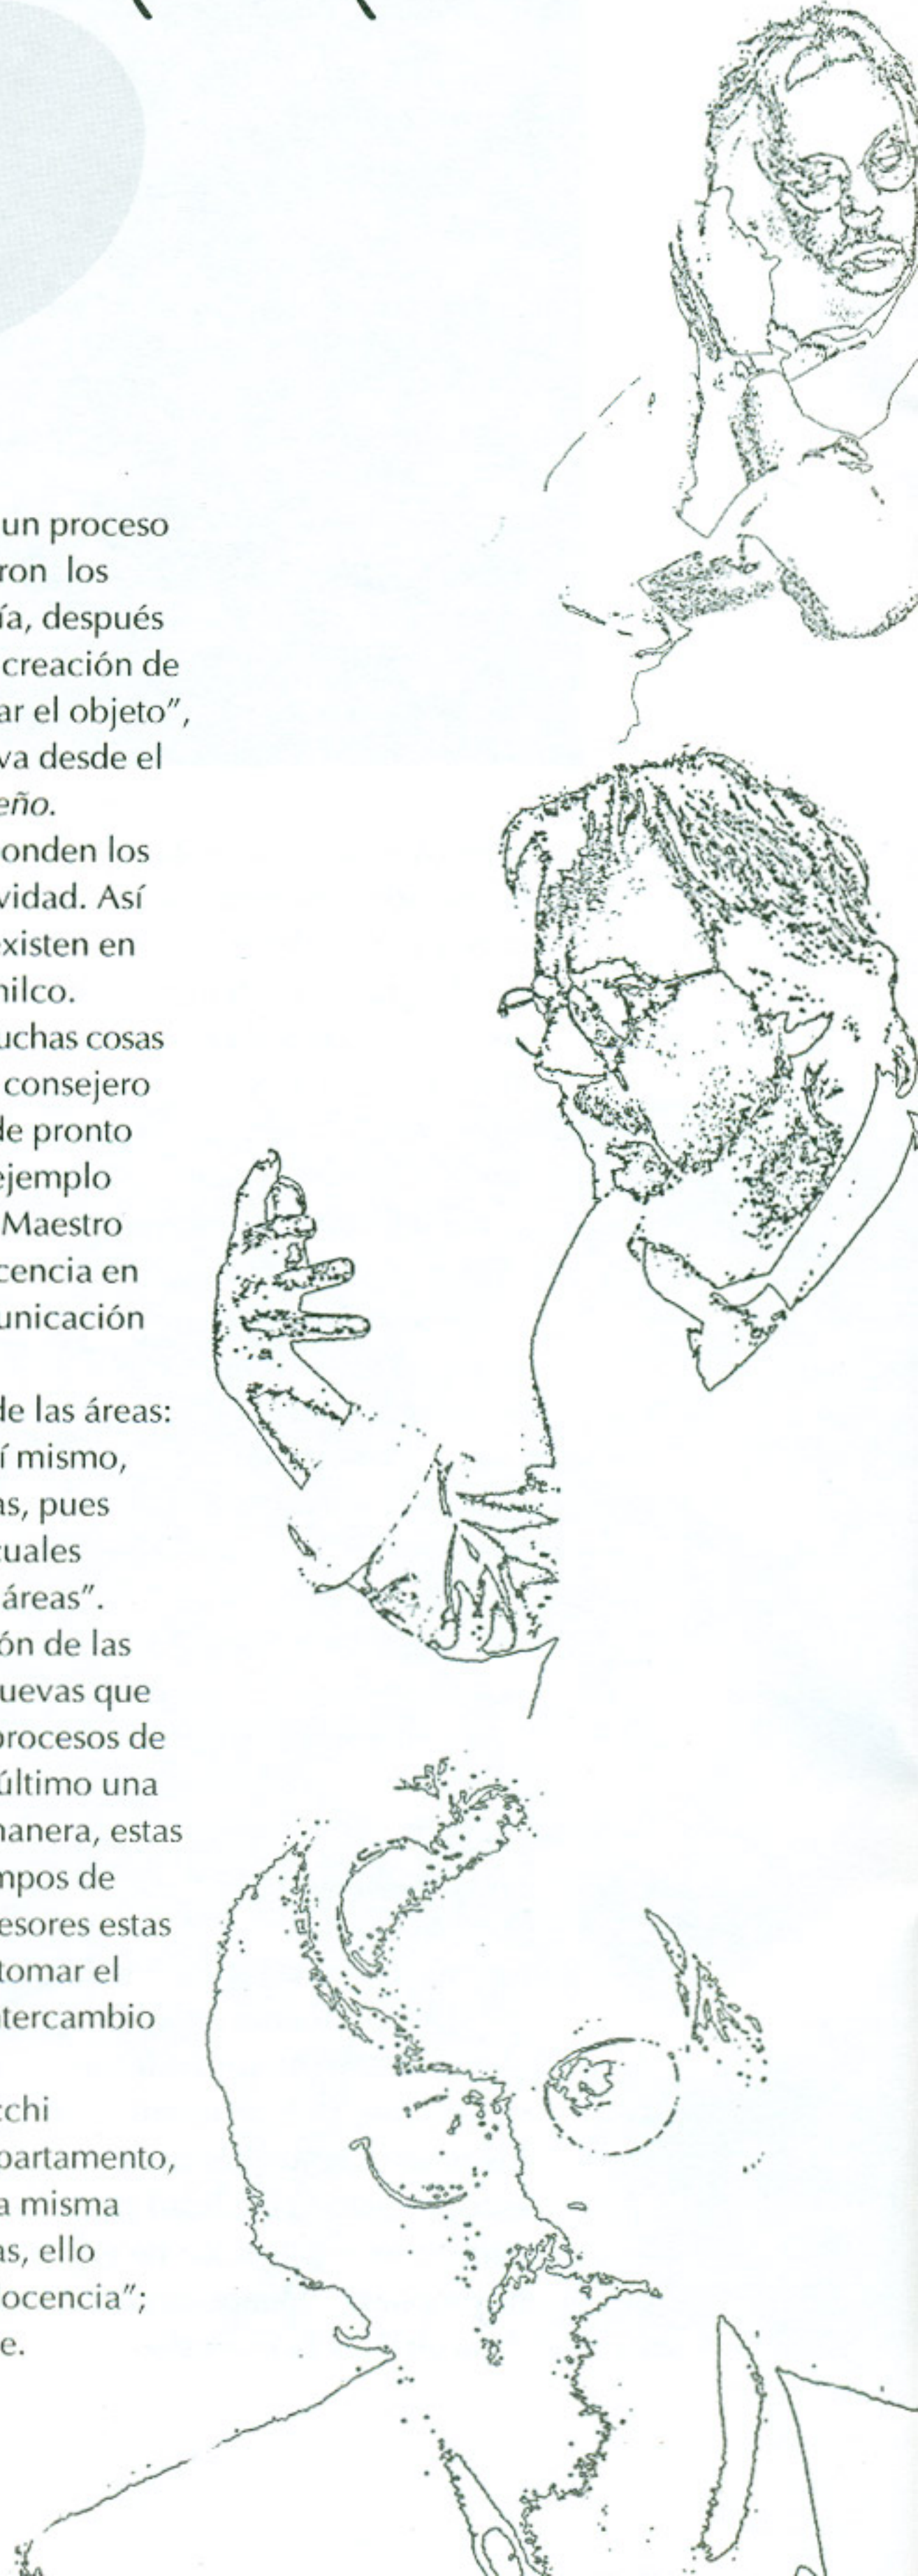 un proceso
ron los
ía, después
creación de
ar el objeto”,
va desde el
eño.
onden los
vidad. Así
existen en
milco.
uchas cosas
consejero
de pronto
ejemplo
Maestro
cencia en
unicación
de las áreas:
í mismo,
as, pues
cuales
áreas”.
ón de las
uevas que
procesos de
último una
manera, estas
mpos de
esores estas
tomar el
ntercambio
cchi
partamento,
a misma
as, ello
ocencia”;
e.